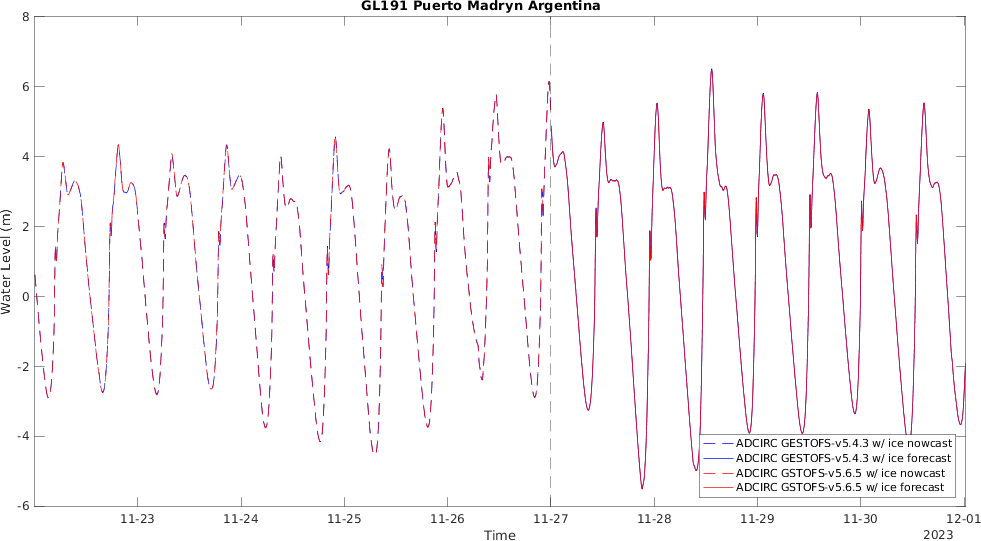 GL191 Puerto Madryn Argentina
8
6
4
2
0
-2
-4
-6
Water Level (m)
11-23
11-24
11-25
11-26
11-27
11-28
11-29
11-30
12-01
Time
2023
ADCIRC GESTOFS-v5.4.3 w/ ice nowcast
ADCIRC GESTOFS-v5.4.3 w/ ice forecast
ADCIRC GSTOFS-v5.6.5 w/ ice nowcast
ADCIRC GSTOFS-v5.6.5 w/ ice forecast